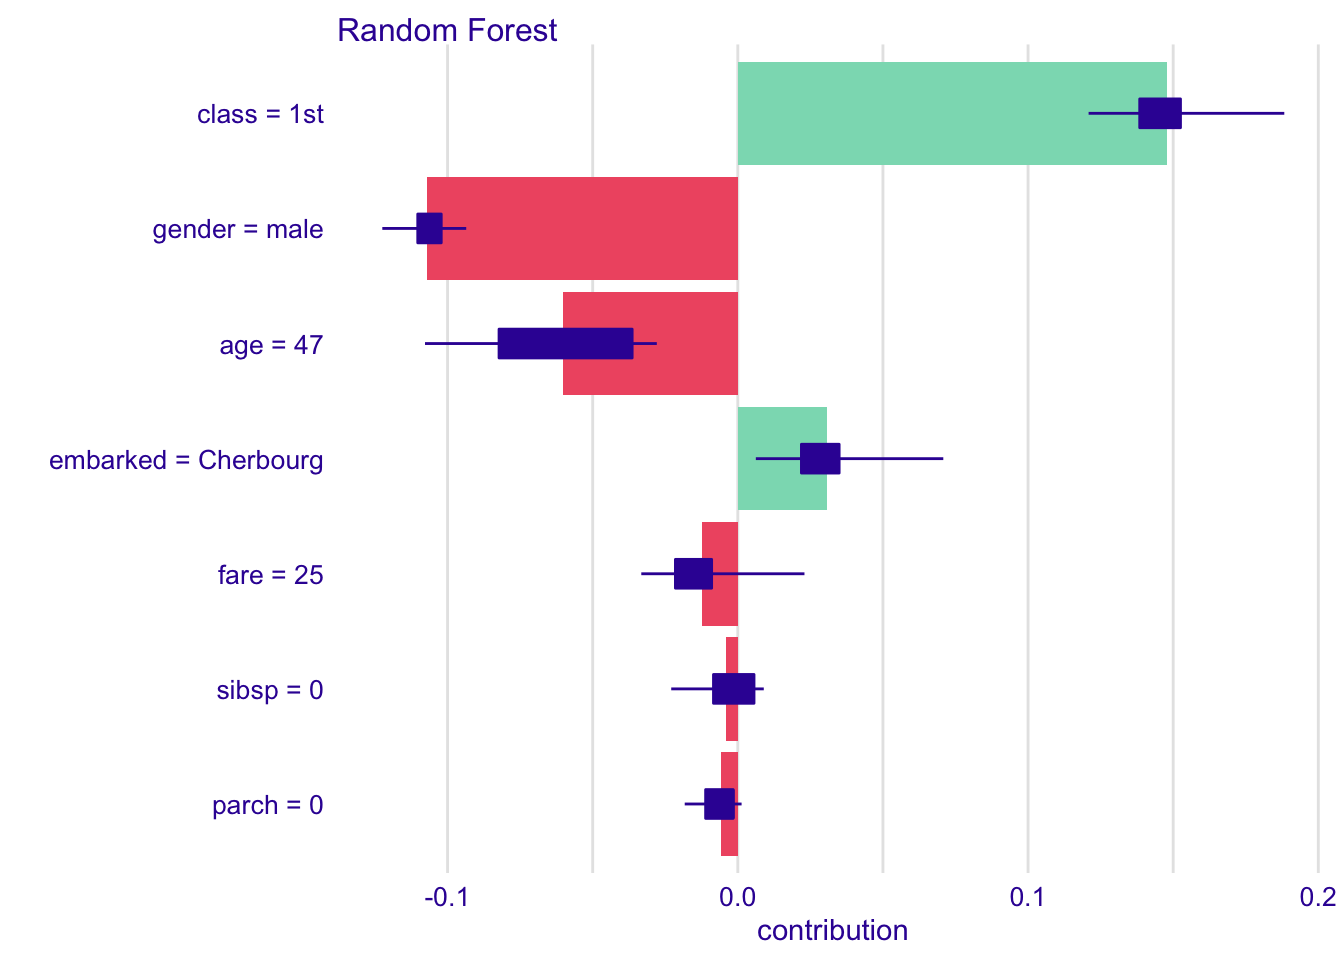 Random Forest
class = 1st
gender = male
age = 47
embarked = Cherbourg
fare = 25
sibsp = 0
parch = 0
-0.1 0.0 0.1 0.2
contribution